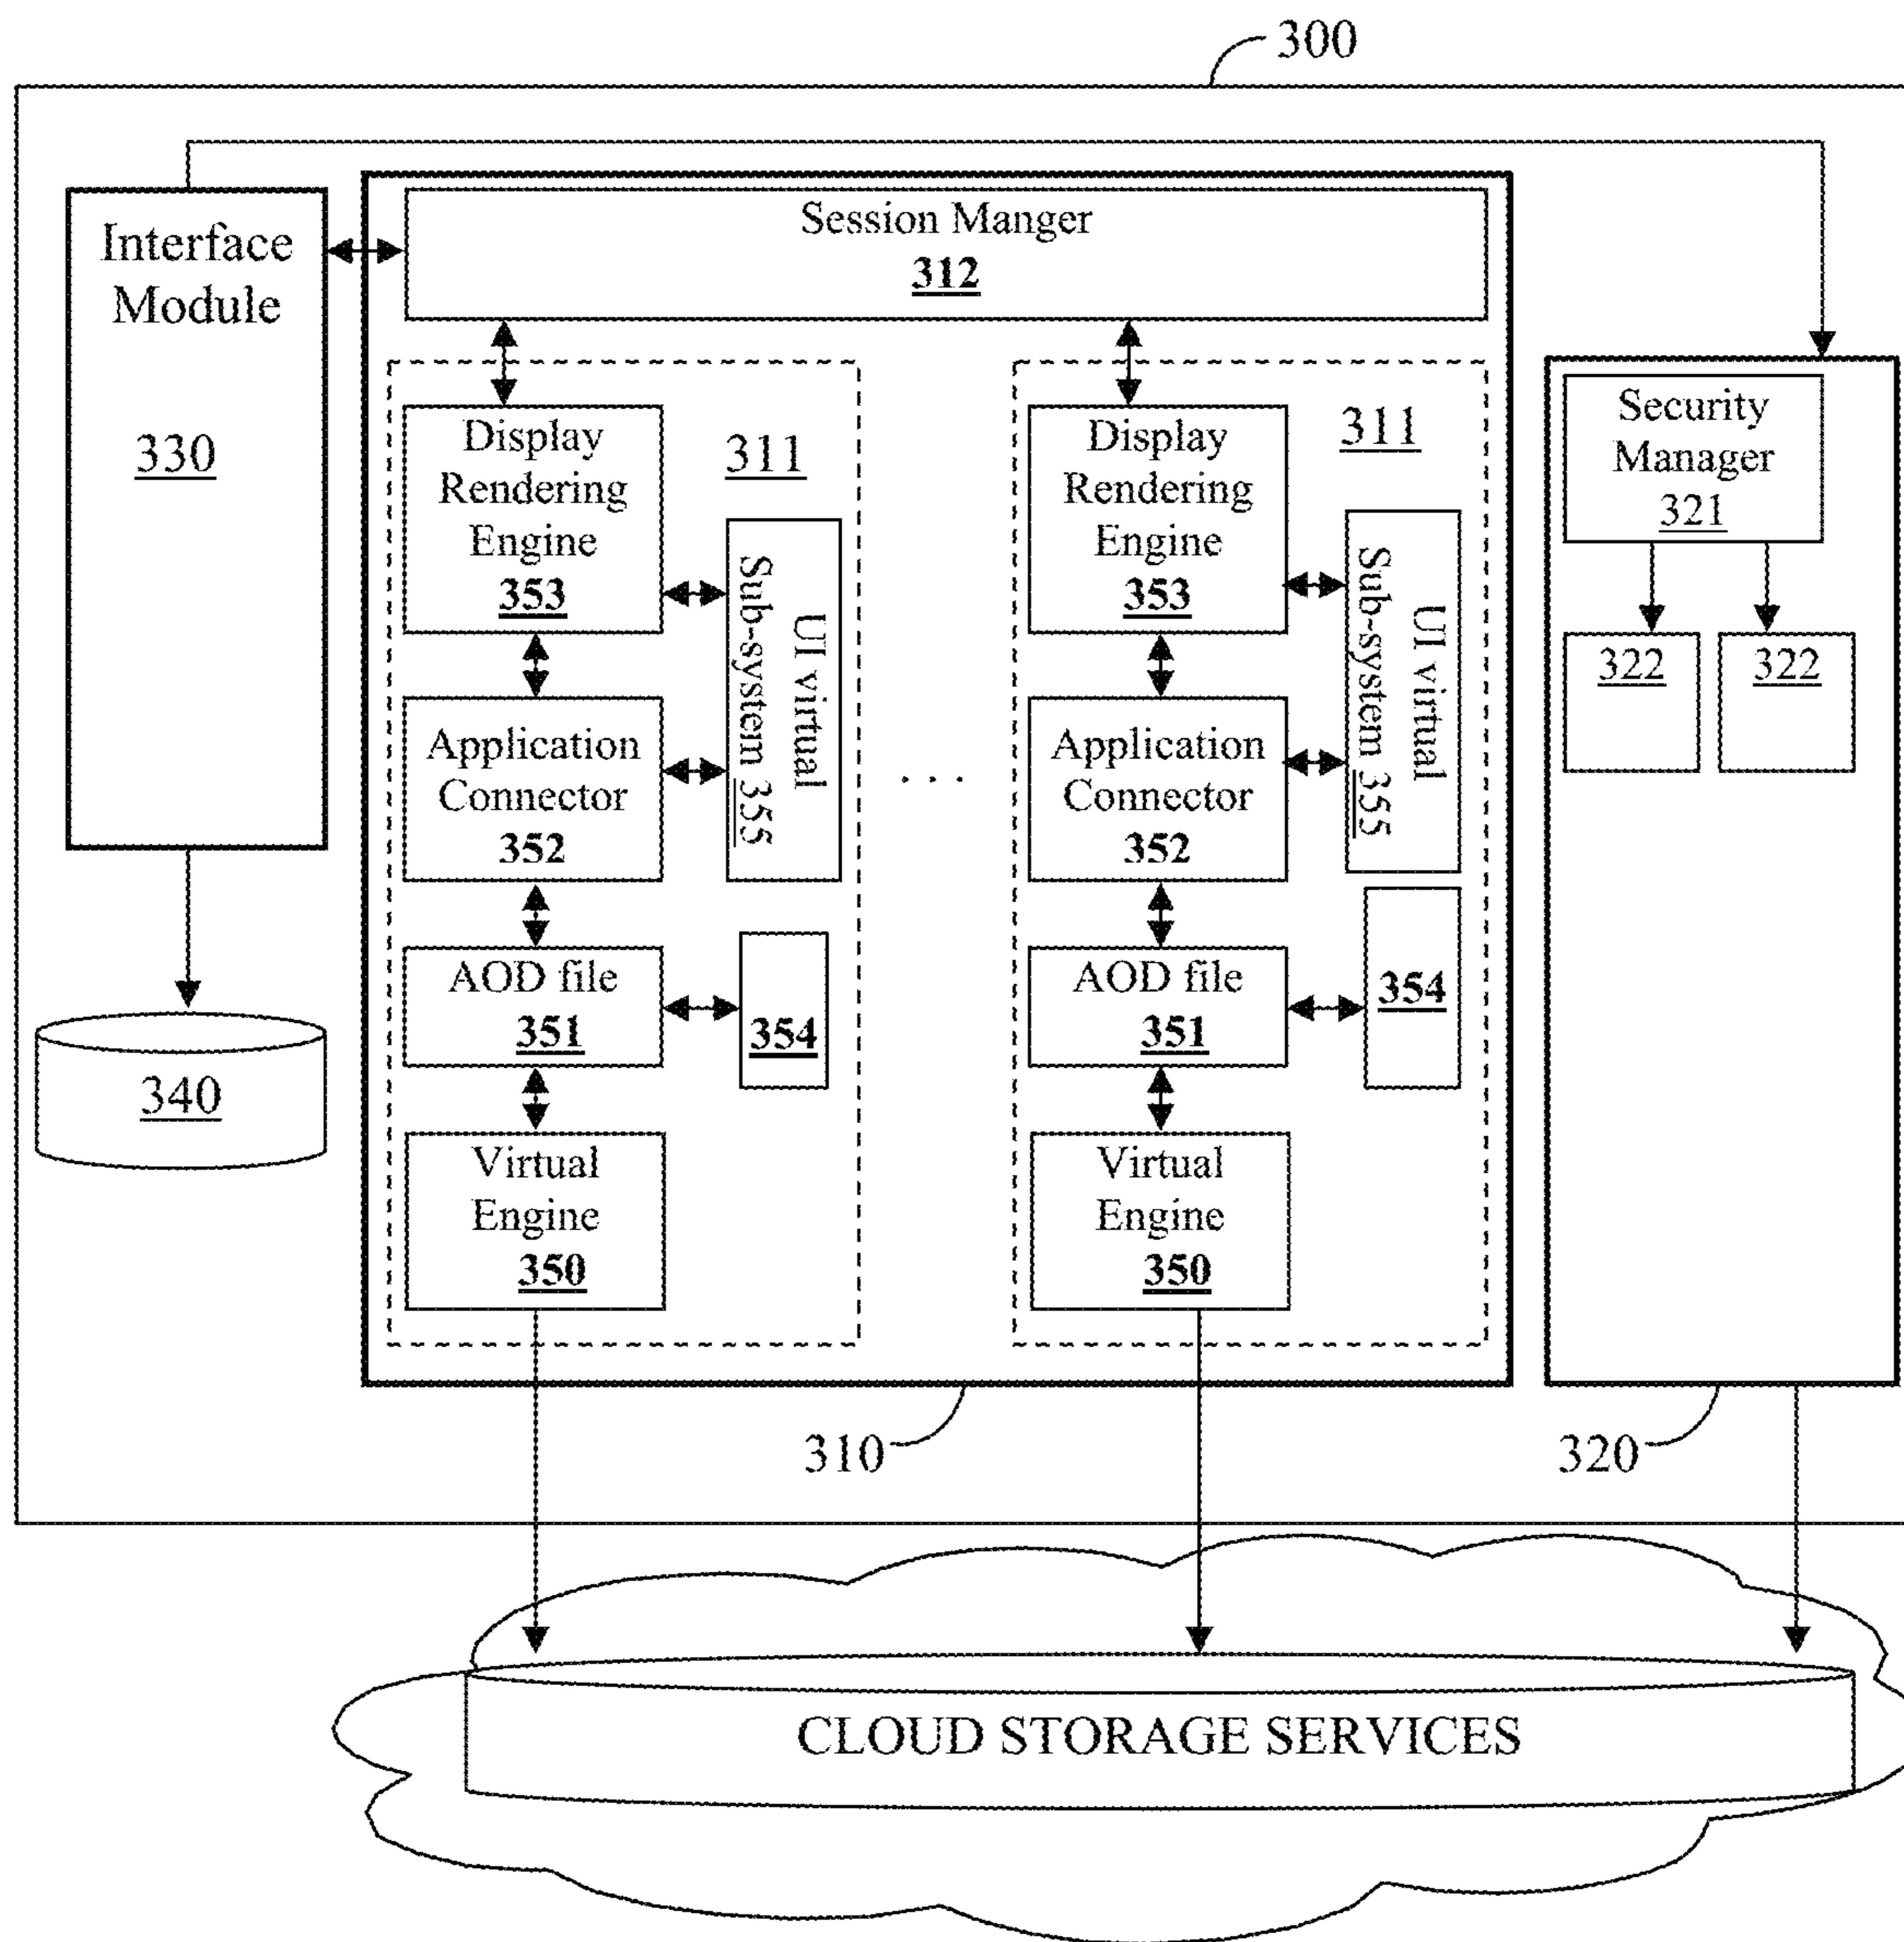 300
Interface
Module
330
340
Session Manger
312
311
Display
Rendering
Engine
353
UI virtual
Sub-system 355
Application
Connector
352
AOD file
351
354
Virtual
Engine
350
. . .
311
Display
Rendering
Engine
353
UI virtual
Sub-system 355
Application
Connector
352
AOD file
351
354
Virtual
Engine
350
Security
Manager
321
322
322
310
320
CLOUD STORAGE SERVICES